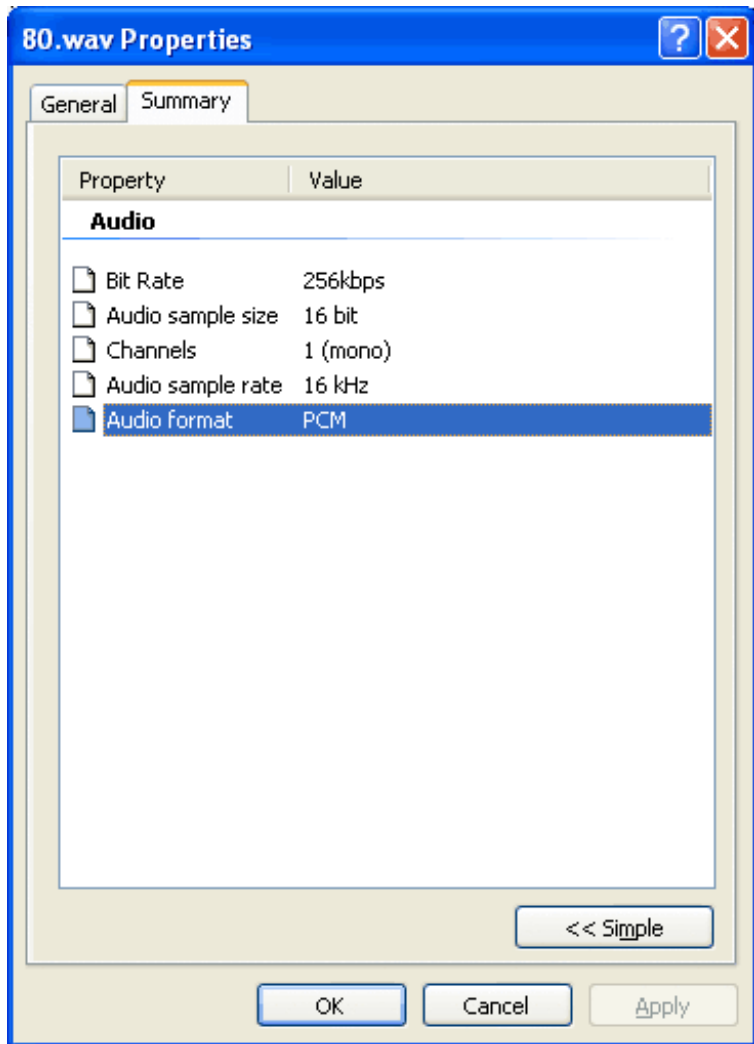 80.wav Properties
?
General Summary
Property Value
Audio
Bit Rate 256kbps
Audio sample size 16 bit
Channels 1 (mono)
Audio sample rate 16 kHz
Audio format PCM
<< Simple
OK Cancel Apply